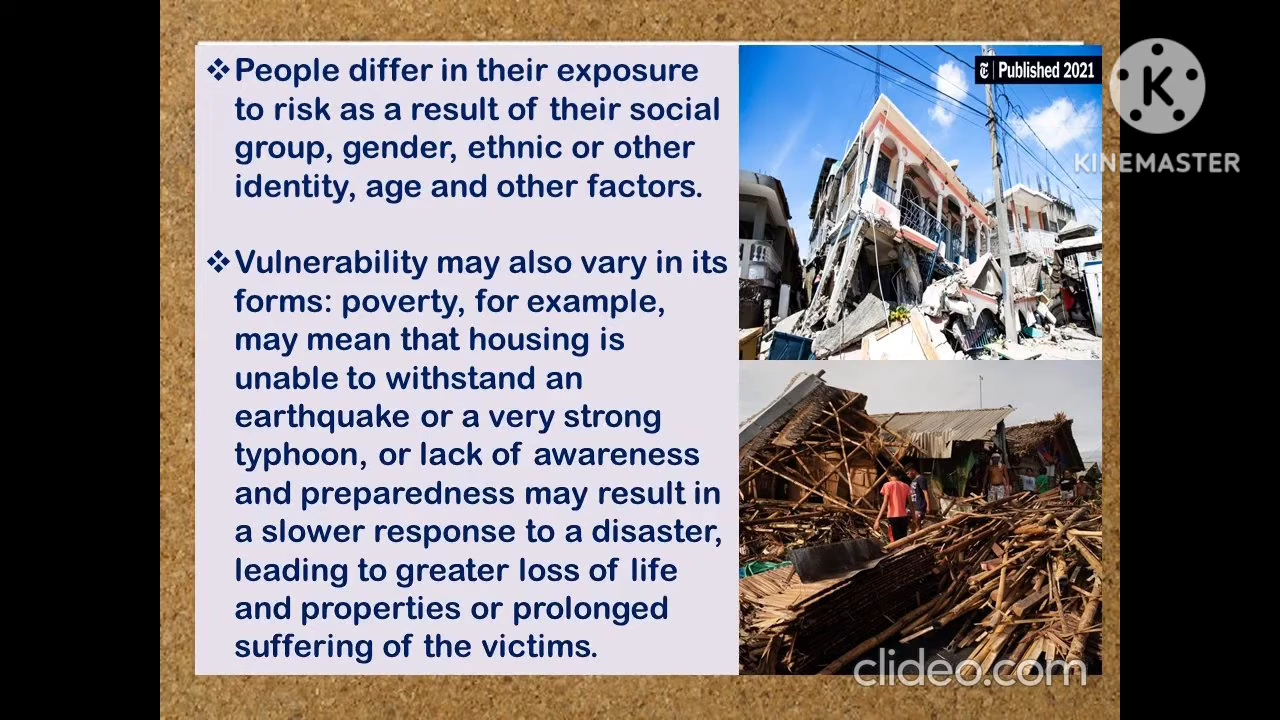 ❖People differ in their exposure
to risk as a result of their social
group, gender, ethnic or other
identity, age and other factors.
❖Vulnerability may also vary in its
forms: poverty, for example,
may mean that housing is
unable to withstand an
earthquake or a very strong
typhoon, or lack of awareness
and preparedness may result in
a slower response to a disaster,
leading to greater loss of life
and properties or prolonged
suffering of the victims.
T | Published 2021
K
KINEMASTER
clideo.com